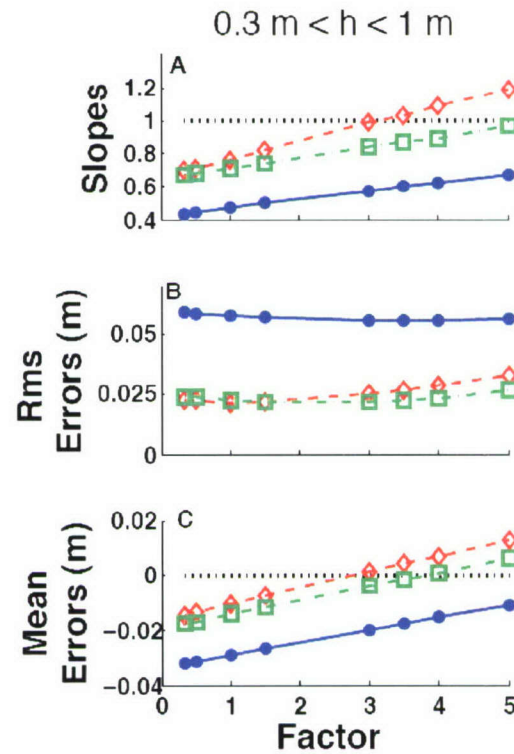 0.3 m < h < 1 m
A
1.2
1
0.8
0.6
0.4
Slopes
B
0.05
0.025
0
Rms
Errors (m)
C
0.02
0
−0.02
−0.04
Mean
Errors (m)
0 1 2 3 4 5
Factor